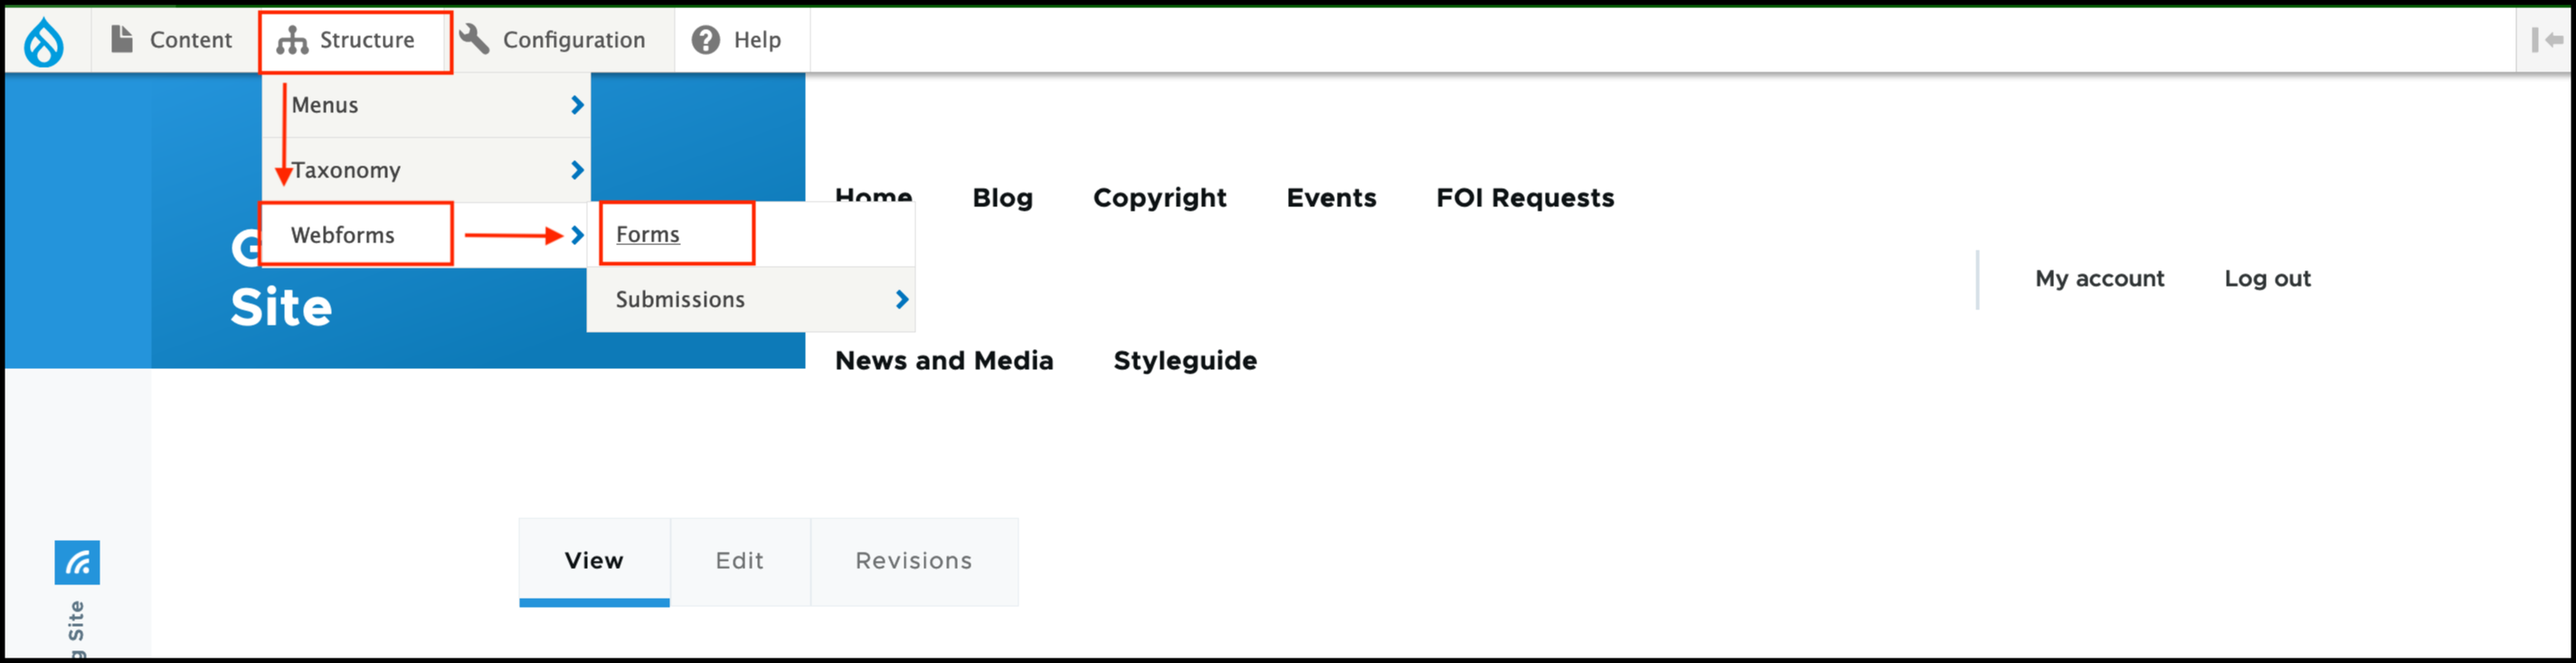 Content Structure Configuration Help
Menus
Taxonomy
Webforms
Forms
Submissions
Site
Home Blog Copyright Events FOI Requests
My account Log out
News and Media Styleguide
View Edit Revisions
Site